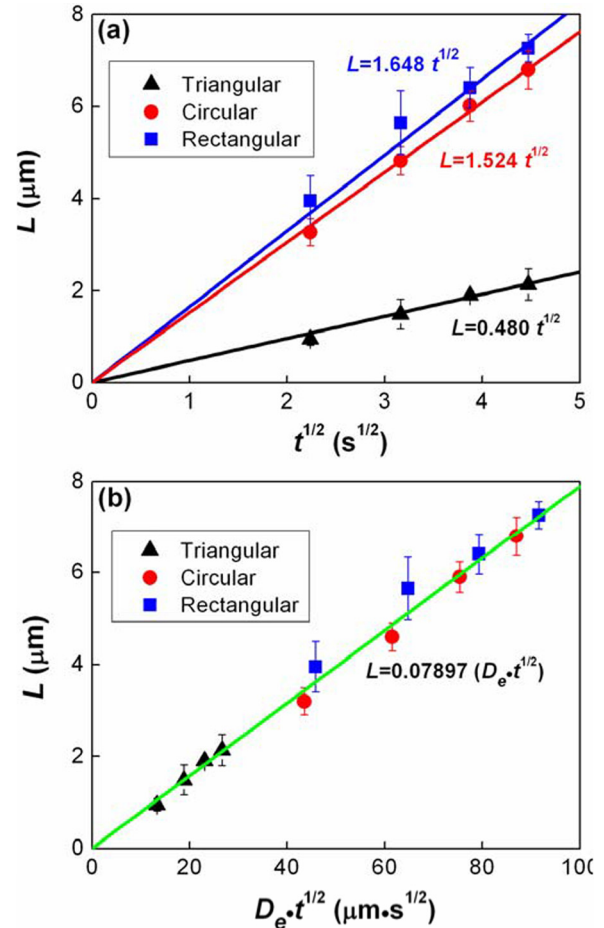 (a)
Triangular
Circular
Rectangular
L=1.648 t^1/2
L=1.524 t^1/2
L=0.480 t^1/2
8
6
4
2
0
L (μm)
0 1 2 3 4 5
t^1/2 (s^1/2)
(b)
Triangular
Circular
Rectangular
L=0.07897 (D_e•t^1/2)
8
6
4
2
0
L (μm)
0 20 40 60 80 100
D_e•t^1/2 (μm•s^1/2)